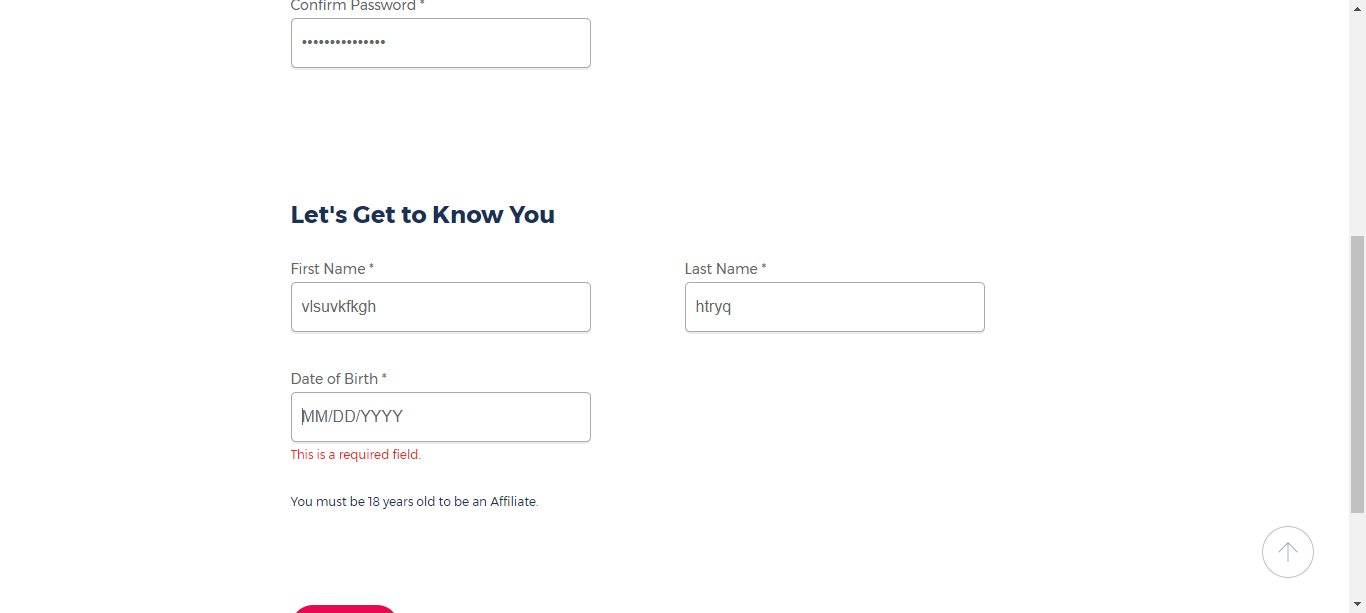 Confirm Password *
•••••••••••••••
Let's Get to Know You
First Name *
Last Name *
vlsuvkfkgh
htryq
Date of Birth *
MM/DD/YYYY
This is a required field.
You must be 18 years old to be an Affiliate.